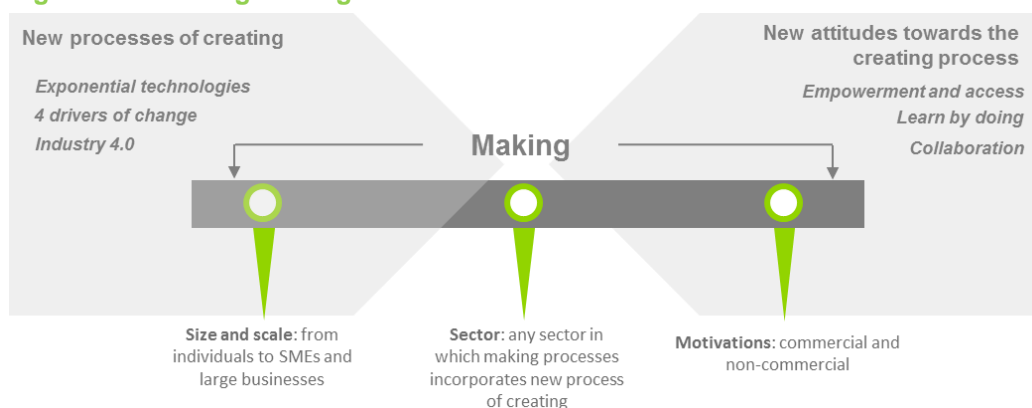 New processes of creating
Exponential technologies
4 drivers of change
Industry 4.0
New attitudes towards the
creating process
Empowerment and access
Learn by doing
Collaboration
Making
Size and scale: from
individuals to SMEs and
large businesses
Sector: any sector in
which making processes
incorporates new process
of creating
Motivations: commercial and
non-commercial